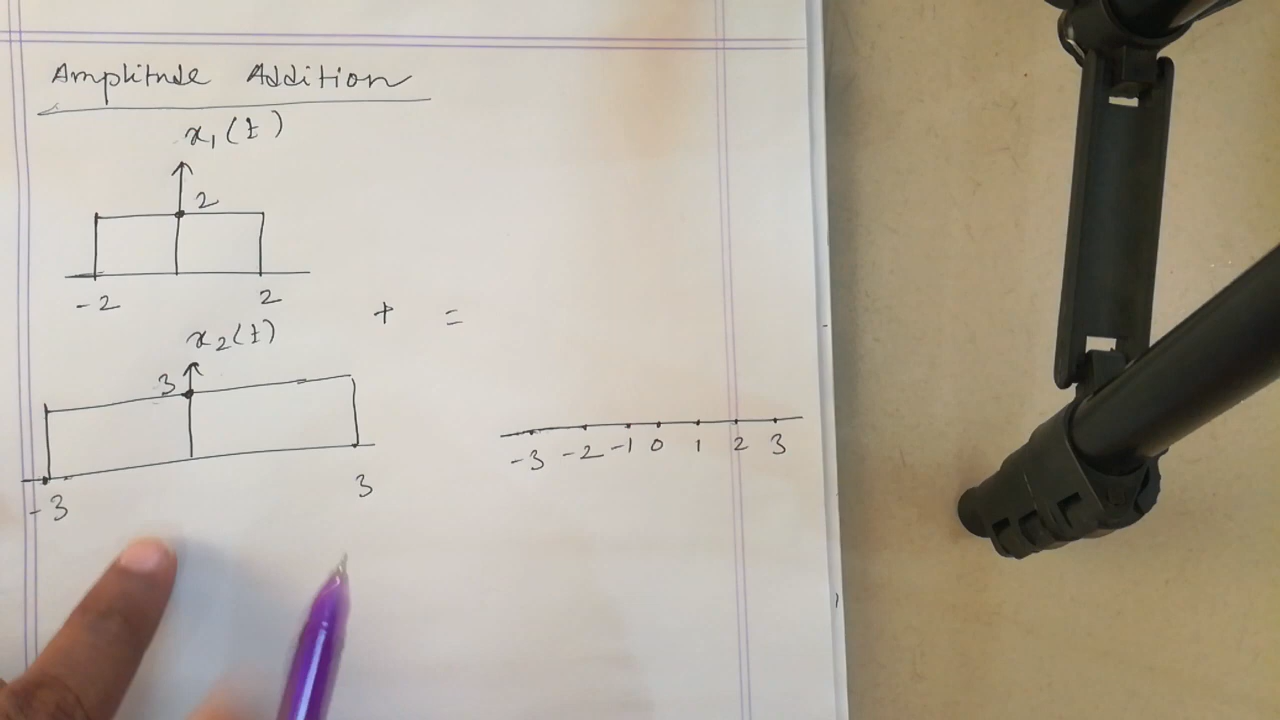 Amplitude Addition
x₁(t)
2
-2 2
+ =
x₂(t)
3
-3 3
-3 -2 -1 0 1 2 3